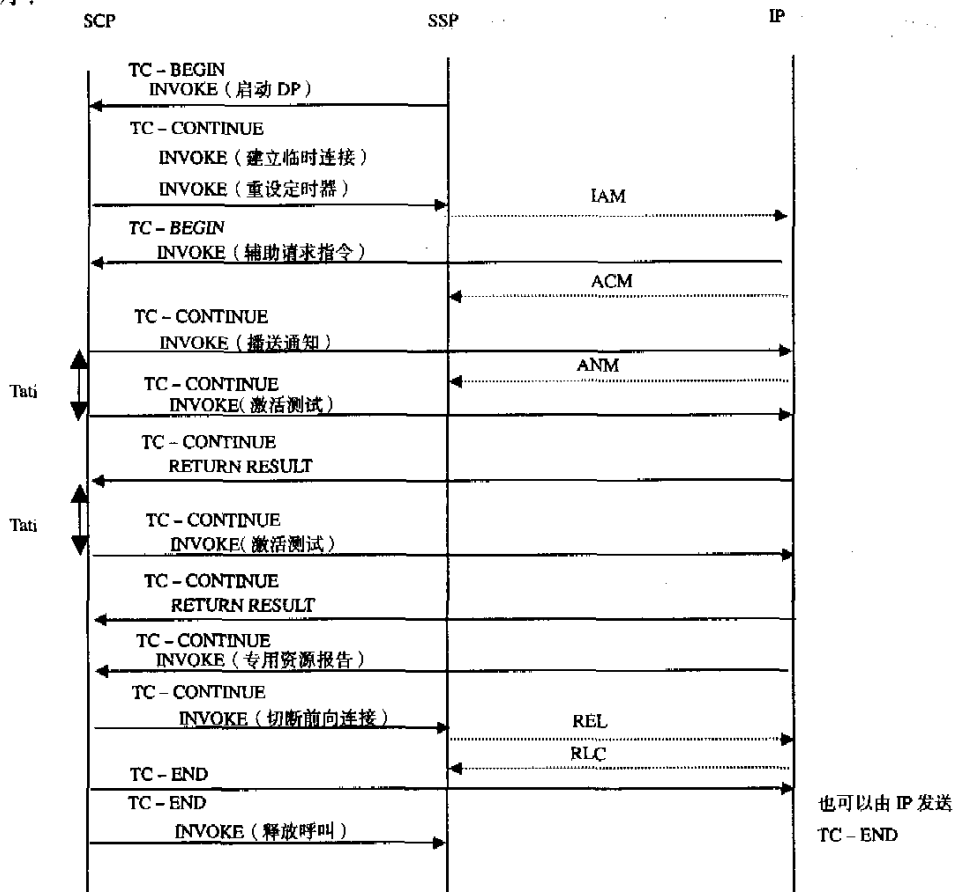 SCP SSP IP
TC – BEGIN
INVOKE（启动 DP）
TC – CONTINUE
INVOKE（建立临时连接）
INVOKE（重设定时器）
IAM
TC – BEGIN
INVOKE（辅助请求指令）
ACM
TC – CONTINUE
INVOKE（播送通知）
ANM
Tati
TC – CONTINUE
INVOKE( 激活测试）
TC – CONTINUE
RETURN RESULT
Tati
TC – CONTINUE
INVOKE( 激活测试）
TC – CONTINUE
RETURN RESULT
TC – CONTINUE
INVOKE（专用资源报告）
TC – CONTINUE
INVOKE（切断前向连接）
REL
RLC
TC – END
TC – END
也可以由 IP 发送
INVOKE（释放呼叫）
TC – END